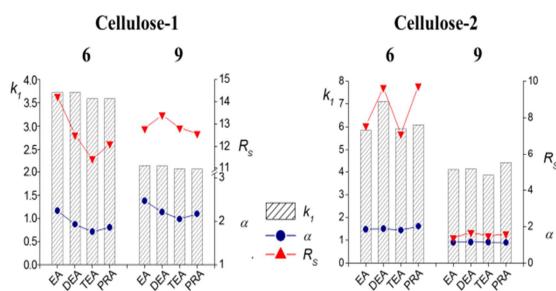 Cellulose-1
6 9
k1
4.0
3.5
3.0
2.5
2.0
1.5
1.0
0.5
0.0
15
14
13
12
11
3
2
1
Rs
α
EA DEA TEA PRA EA DEA TEA PRA
k1
α
Rs
Cellulose-2
6 9
k1
8
7
6
5
4
3
2
1
0
10
8
6
4
2
0
Rs
α
EA DEA TEA PRA EA DEA TEA PRA